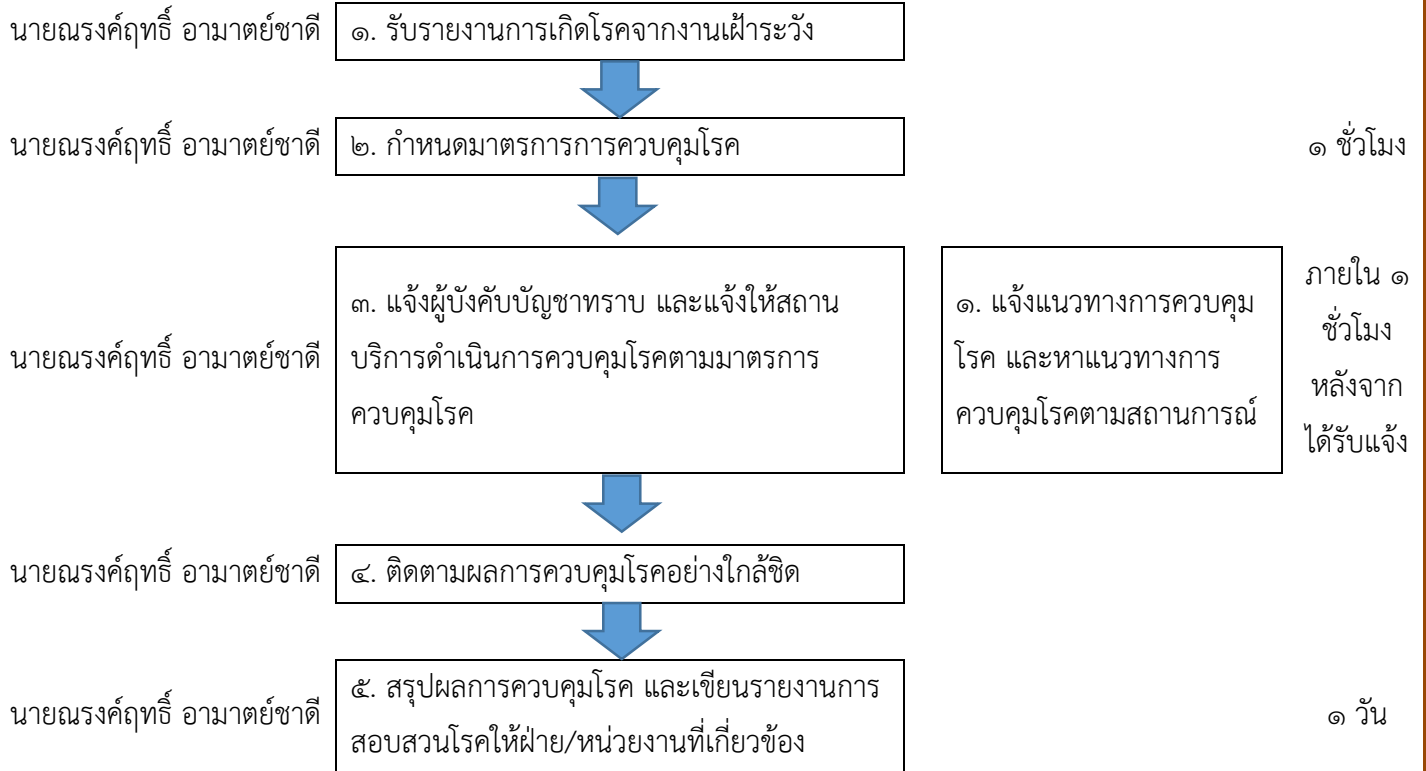 นายณรงค์ฤทธิ์ อามาตย์ชาดี
๑. รับรายงานการเกิดโรคจากงานเฝ้าระวัง
นายณรงค์ฤทธิ์ อามาตย์ชาดี
๒. กำหนดมาตรการการควบคุมโรค
๑ ชั่วโมง
นายณรงค์ฤทธิ์ อามาตย์ชาดี
๓. แจ้งผู้บังคับบัญชาทราบ และแจ้งให้สถาน
บริการดำเนินการควบคุมโรคตามมาตรการ
ควบคุมโรค
๑. แจ้งแนวทางการควบคุม
โรค และหาแนวทางการ
ควบคุมโรคตามสถานการณ์
ภายใน ๑
ชั่วโมง
หลังจาก
ได้รับแจ้ง
นายณรงค์ฤทธิ์ อามาตย์ชาดี
๔. ติดตามผลการควบคุมโรคอย่างใกล้ชิด
นายณรงค์ฤทธิ์ อามาตย์ชาดี
๕. สรุปผลการควบคุมโรค และเขียนรายงานการ
สอบสวนโรคให้ฝ่าย/หน่วยงานที่เกี่ยวข้อง
๑ วัน